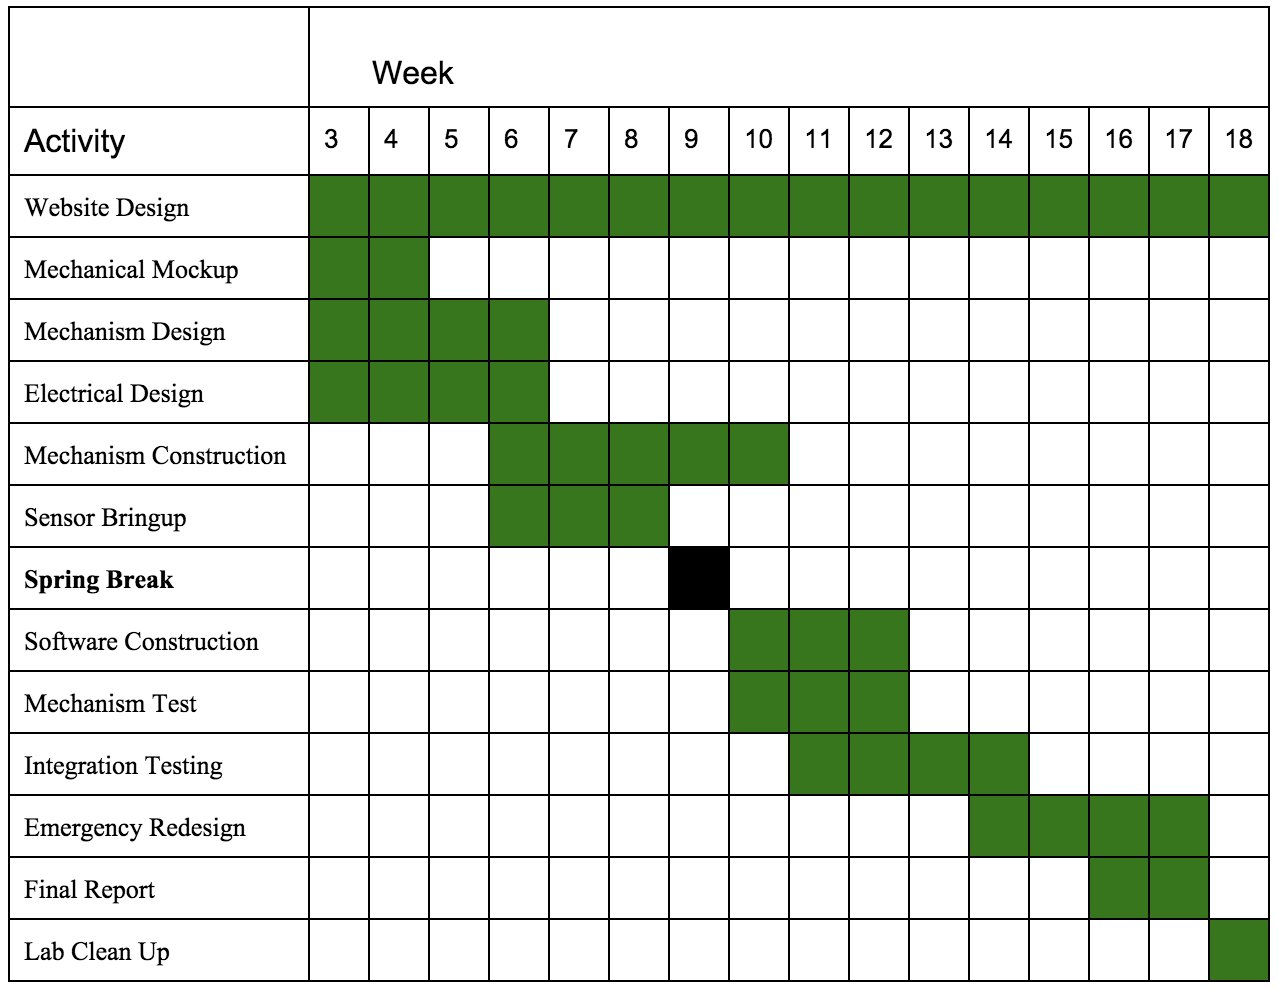 Week
Activity 3 4 5 6 7 8 9 10 11 12 13 14 15 16 17 18
Website Design
Mechanical Mockup
Mechanism Design
Electrical Design
Mechanism Construction
Sensor Bringup
Spring Break
Software Construction
Mechanism Test
Integration Testing
Emergency Redesign
Final Report
Lab Clean Up